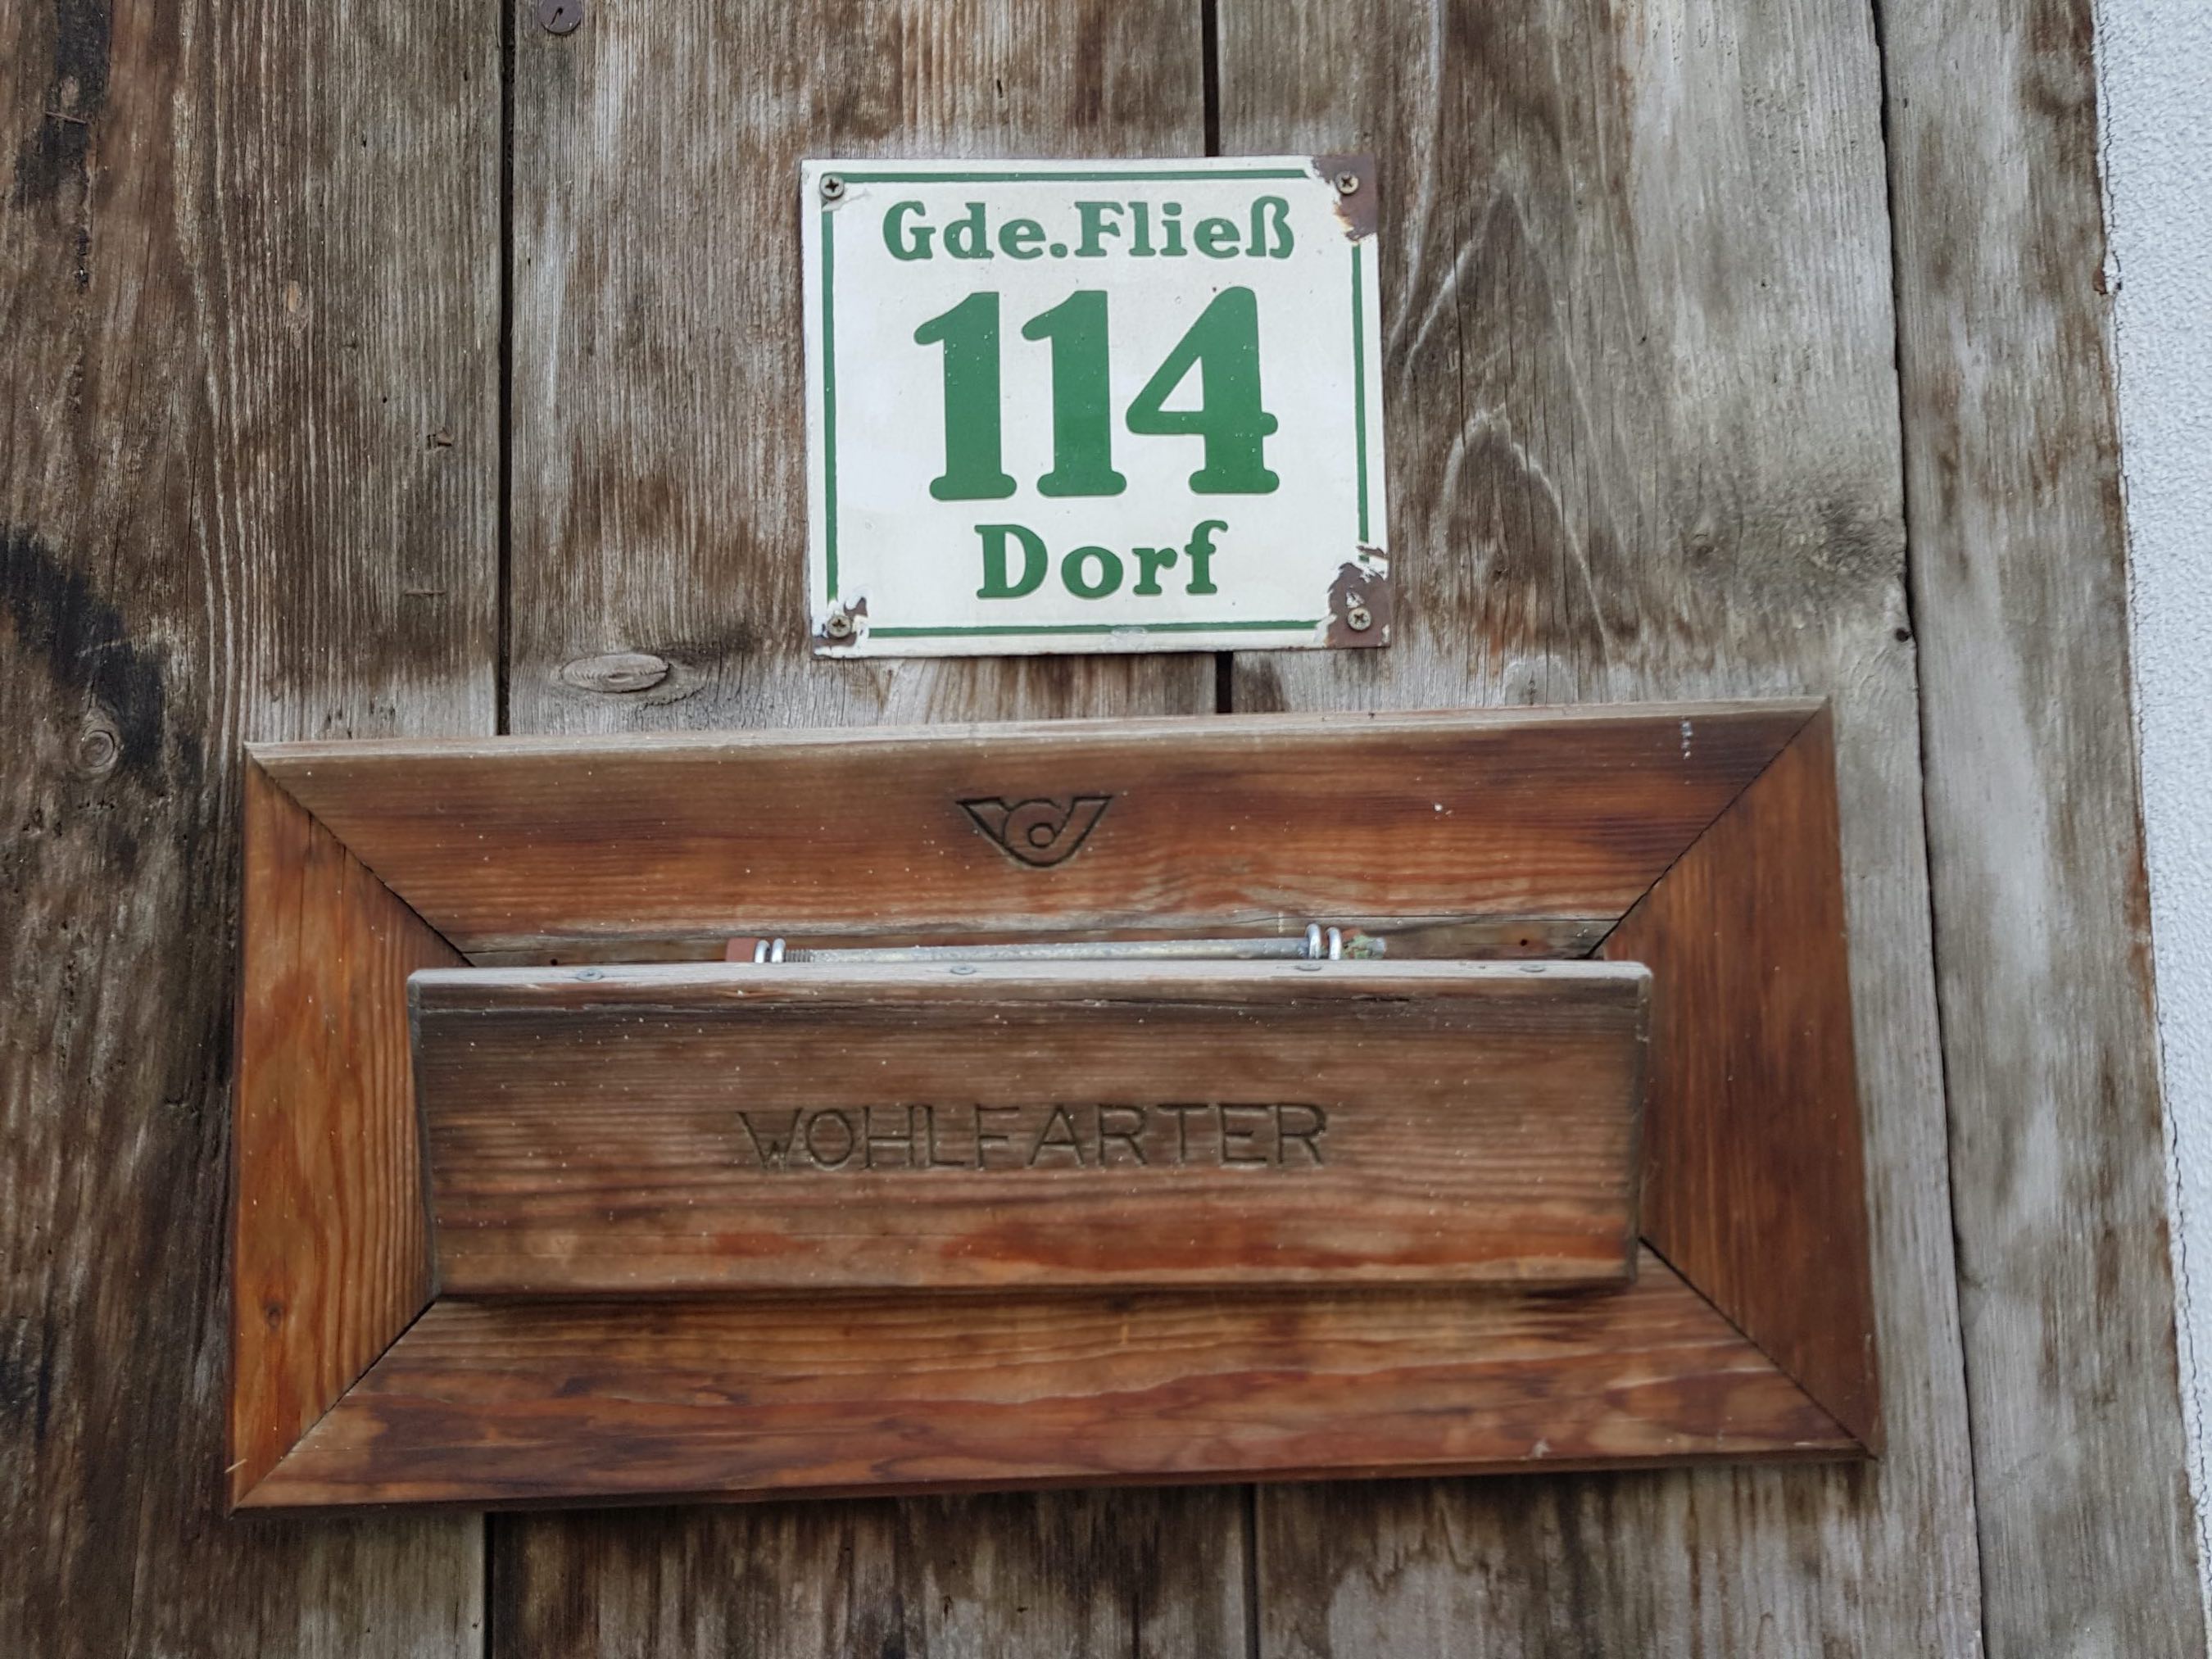 Gde.Fließ
114
Dorf
WOHLFARTER